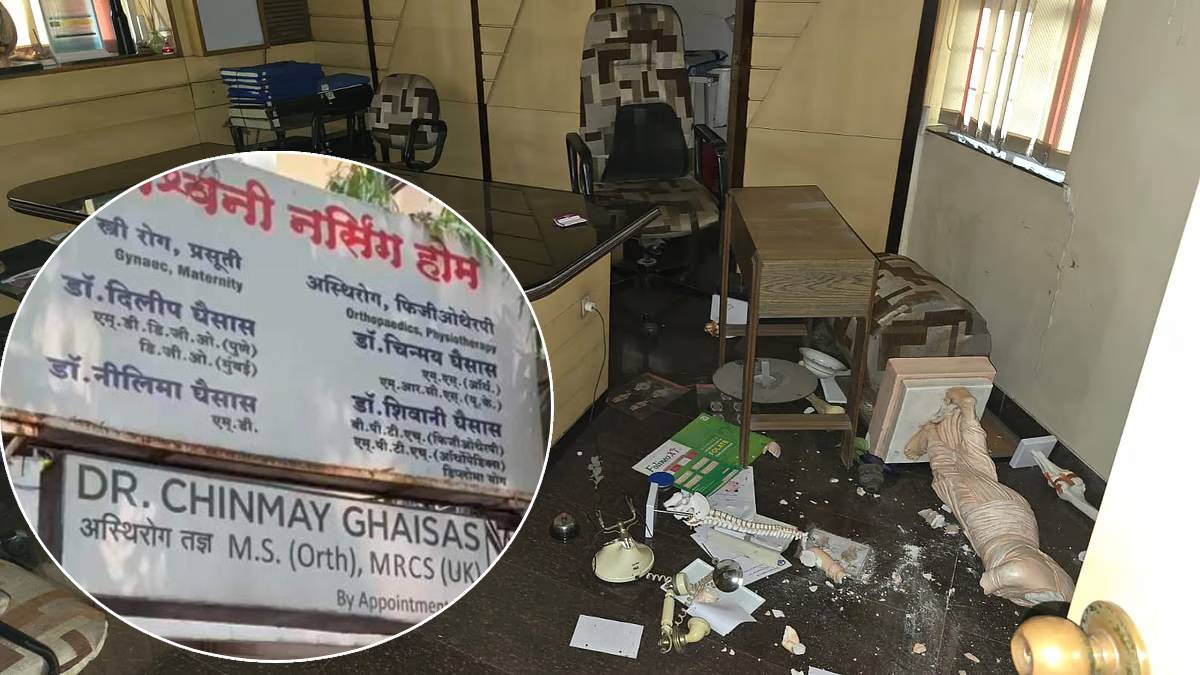 श्विनी नर्सिंग होम
स्त्री रोग, प्रसूती
Gynaec, Maternity
डॉ.दिलीप घैसास
एम्.डी.डि.जी.ओ.(पुणे)
डि.जी.ओ.(मुंबई)
डॉ.नीलिमा घैसास
एम्.डी.
अस्थिरोग, फिजीओथेरपी
Orthopaedics, Physiotherapy
डॉ.चिन्मय घैसास
एम्.एस्.(ऑर्थो.)
एम्.आर.सी.एस्.(यू.के.)
डॉ.शिवानी घैसास
बी.पी.टी.एच्.(फिजीओथेरपी)
एम्.पी.टी.एच्.(ऑर्थोपेडिक्स)
डिप्लोमा योग
DR. CHINMAY GHAISAS
अस्थिरोग तज्ञ M.S. (Orth), MRCS (UK)
By Appointment
FOLATE